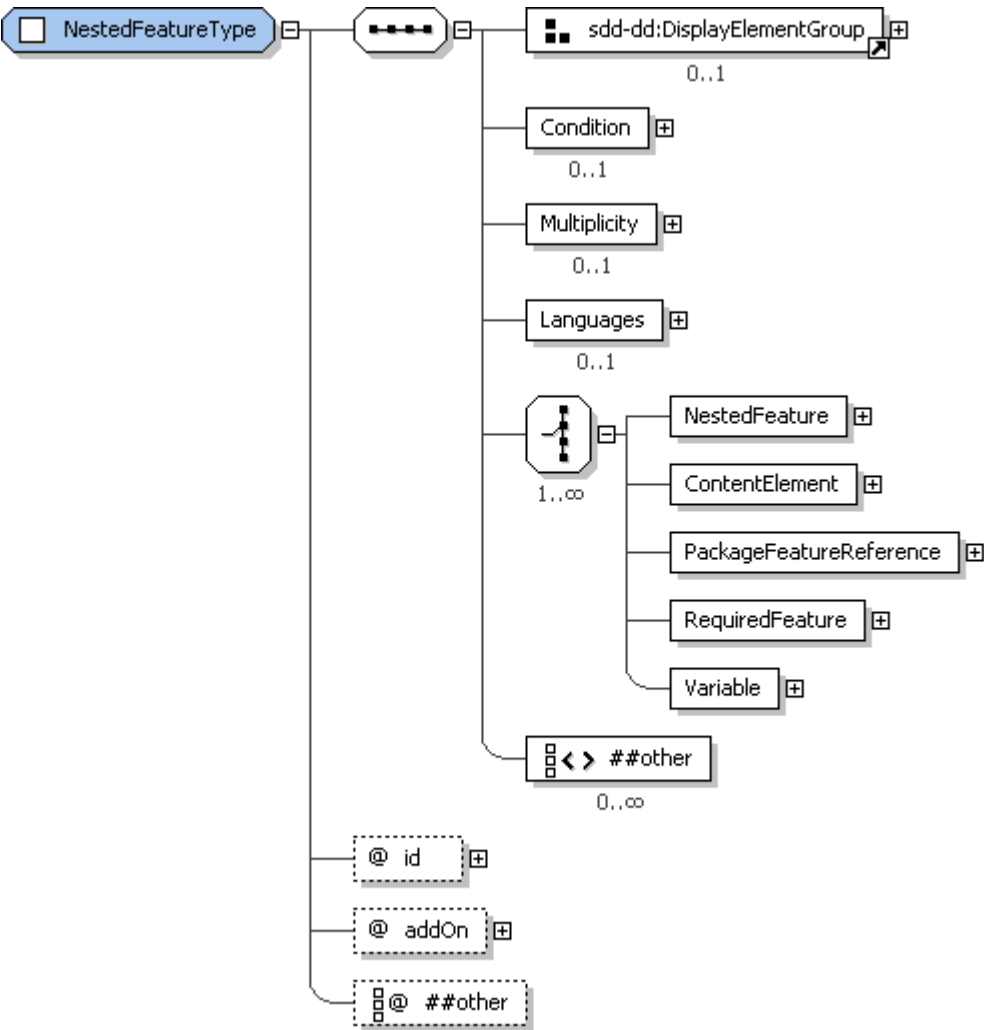 NestedFeatureType
sdd-dd:DisplayElementGroup
0..1
Condition
0..1
Multiplicity
0..1
Languages
0..1
1..∞
NestedFeature
ContentElement
PackageFeatureReference
RequiredFeature
Variable
##other
0..∞
@ id
@ addOn
@ ##other